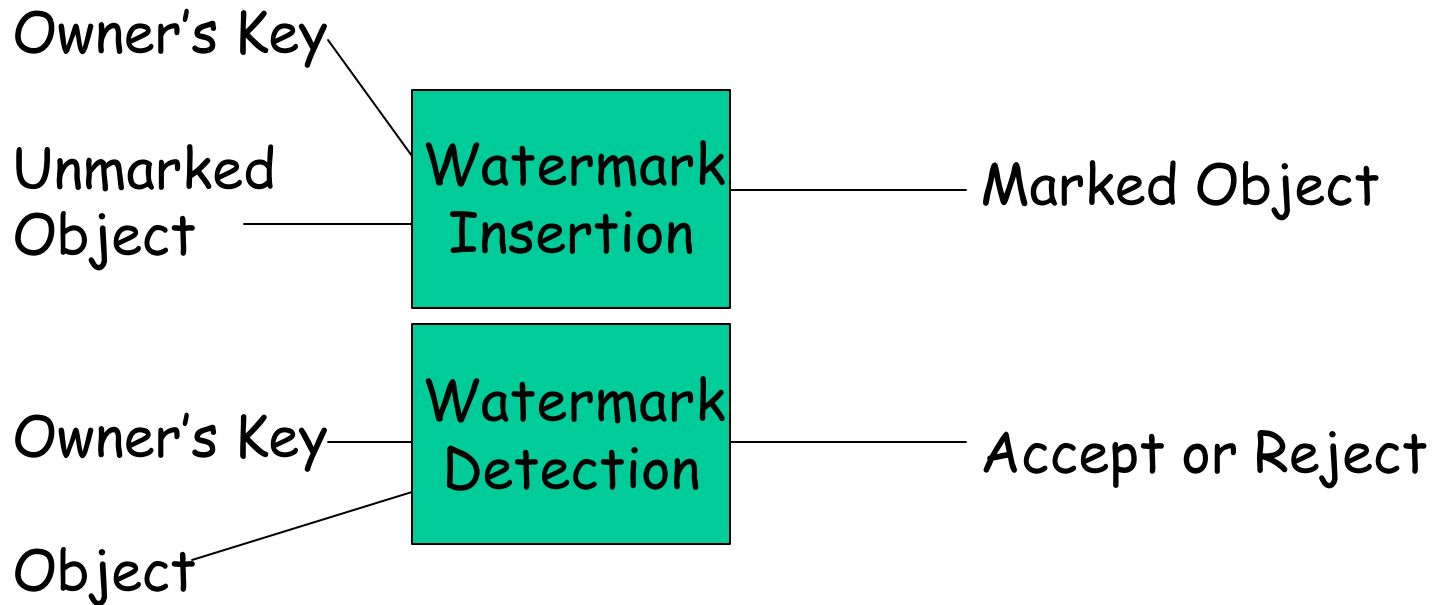 Owner’s Key
Unmarked
Object
Watermark
Insertion
Marked Object
Owner’s Key
Object
Watermark
Detection
Accept or Reject